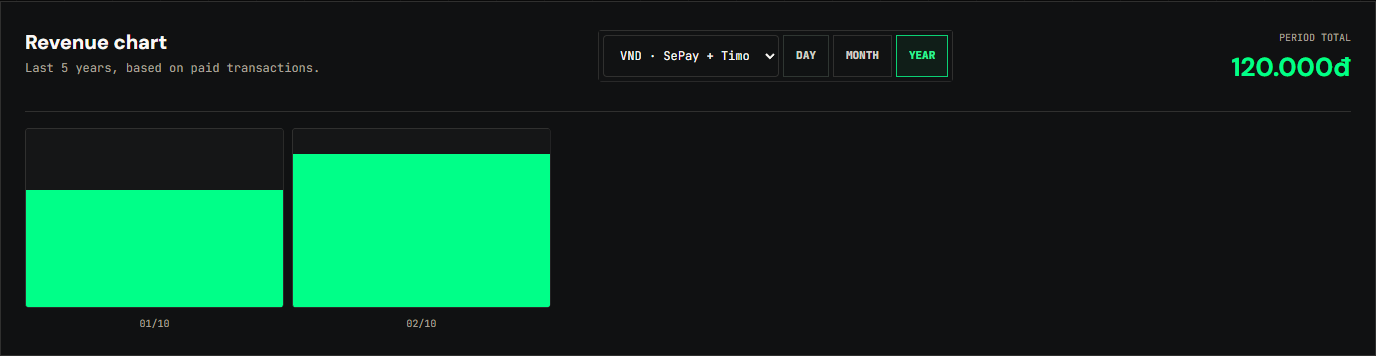 Revenue chart
Last 5 years, based on paid transactions.
VND · SePay + Timo
DAY
MONTH
YEAR
PERIOD TOTAL
120.000đ
01/10
02/10